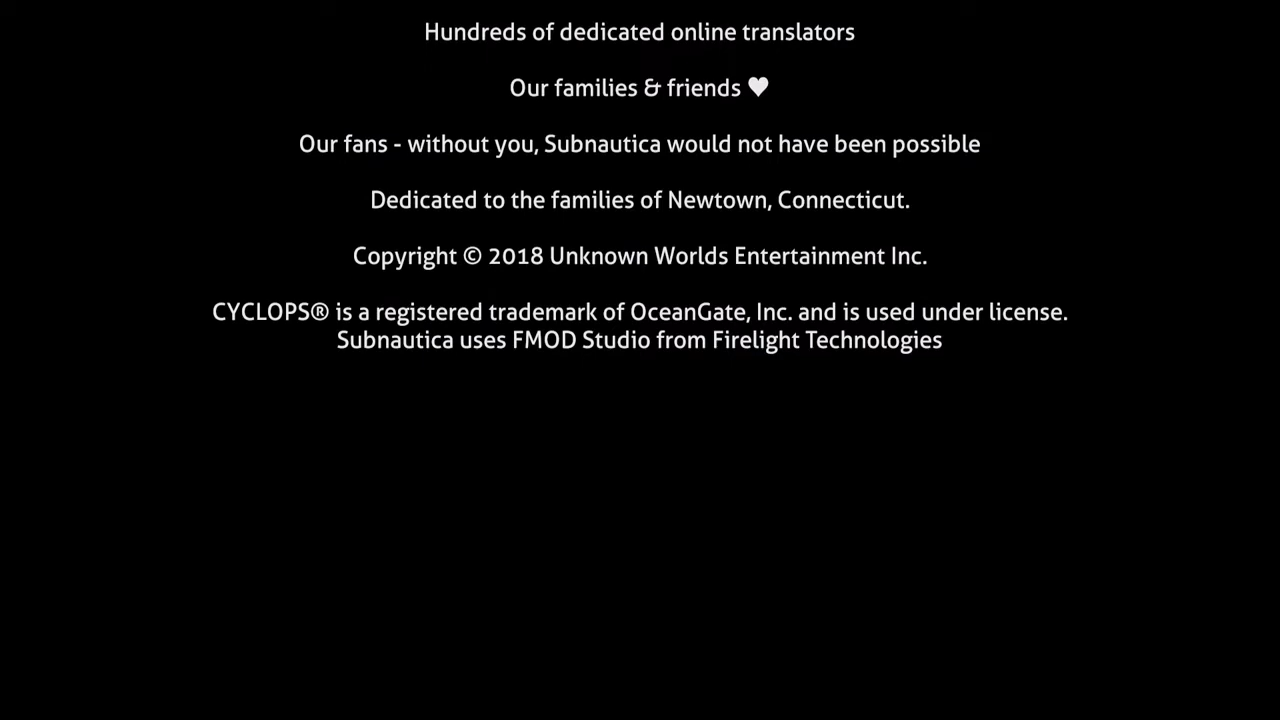 Hundreds of dedicated online translators
Our families & friends ♥
Our fans - without you, Subnautica would not have been possible
Dedicated to the families of Newtown, Connecticut.
Copyright © 2018 Unknown Worlds Entertainment Inc.
CYCLOPS® is a registered trademark of OceanGate, Inc. and is used under license.
Subnautica uses FMOD Studio from Firelight Technologies